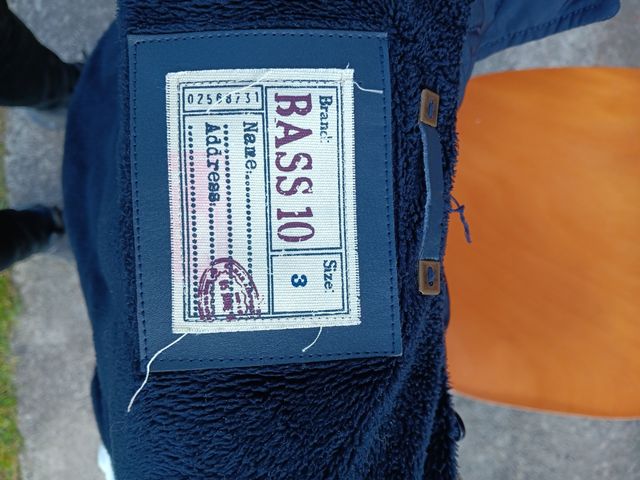 Brand:
BASS 10
Size:
3
02568731
Name:
Address: